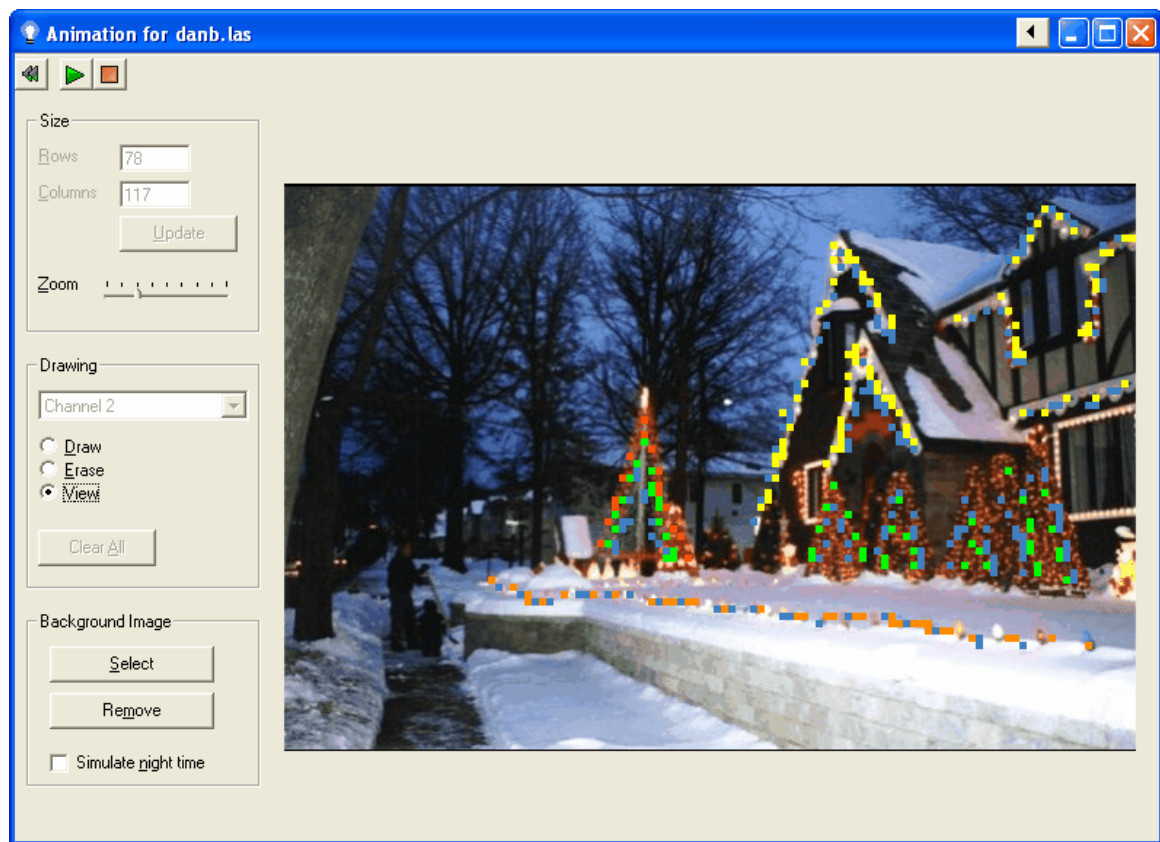 Animation for danb.las
Size
Rows 78
Columns 117
Update
Zoom
Drawing
Channel 2
Draw
Erase
View
Clear All
Background Image
Select
Remove
Simulate night time